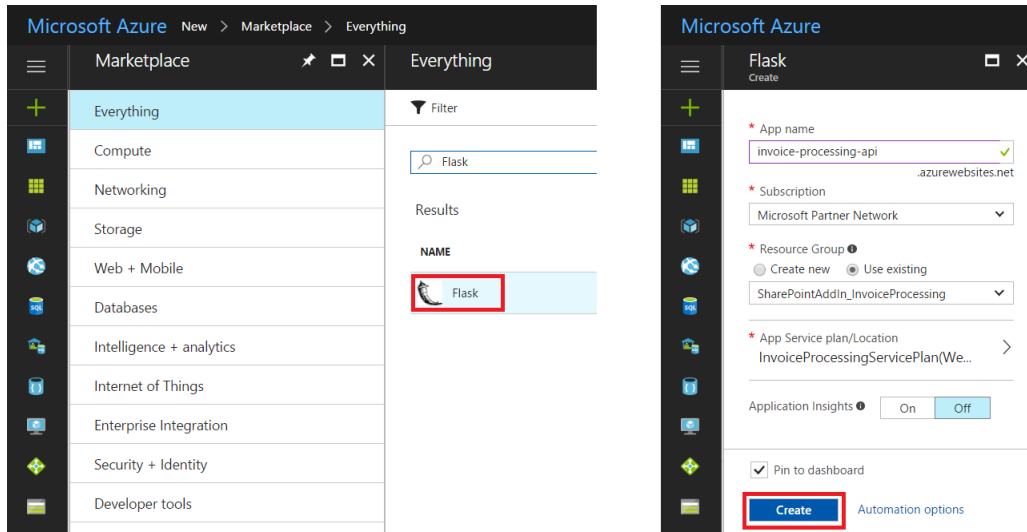 Microsoft Azure New > Marketplace > Everything
Marketplace
Everything
Compute
Networking
Storage
Web + Mobile
Databases
Intelligence + analytics
Internet of Things
Enterprise Integration
Security + Identity
Developer tools
Everything
Filter
Flask
Results
NAME
Flask
SQL
Microsoft Azure
Flask
Create
* App name
invoice-processing-api
.azurewebsites.net
* Subscription
Microsoft Partner Network
* Resource Group
Create new Use existing
SharePointAddIn_InvoiceProcessing
* App Service plan/Location
InvoiceProcessingServicePlan(We...
Application Insights On Off
Pin to dashboard
Create Automation options
SQL